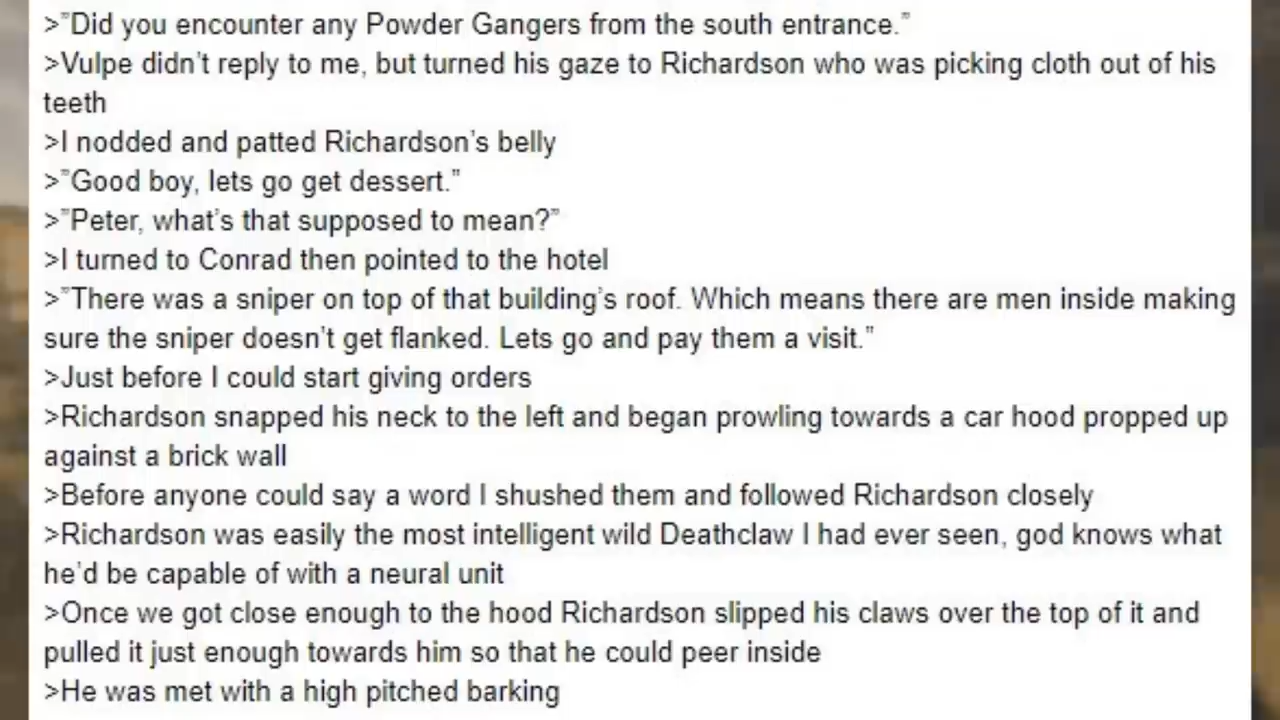 >"Did you encounter any Powder Gangers from the south entrance."
>Vulpe didn't reply to me, but turned his gaze to Richardson who was picking cloth out of his
teeth
>I nodded and patted Richardson's belly
>"Good boy, lets go get dessert."
>"Peter, what's that supposed to mean?"
>I turned to Conrad then pointed to the hotel
>"There was a sniper on top of that building's roof. Which means there are men inside making
sure the sniper doesn't get flanked. Lets go and pay them a visit."
>Just before I could start giving orders
>Richardson snapped his neck to the left and began prowling towards a car hood propped up
against a brick wall
>Before anyone could say a word I shushed them and followed Richardson closely
>Richardson was easily the most intelligent wild Deathclaw I had ever seen, god knows what
he'd be capable of with a neural unit
>Once we got close enough to the hood Richardson slipped his claws over the top of it and
pulled it just enough towards him so that he could peer inside
>He was met with a high pitched barking